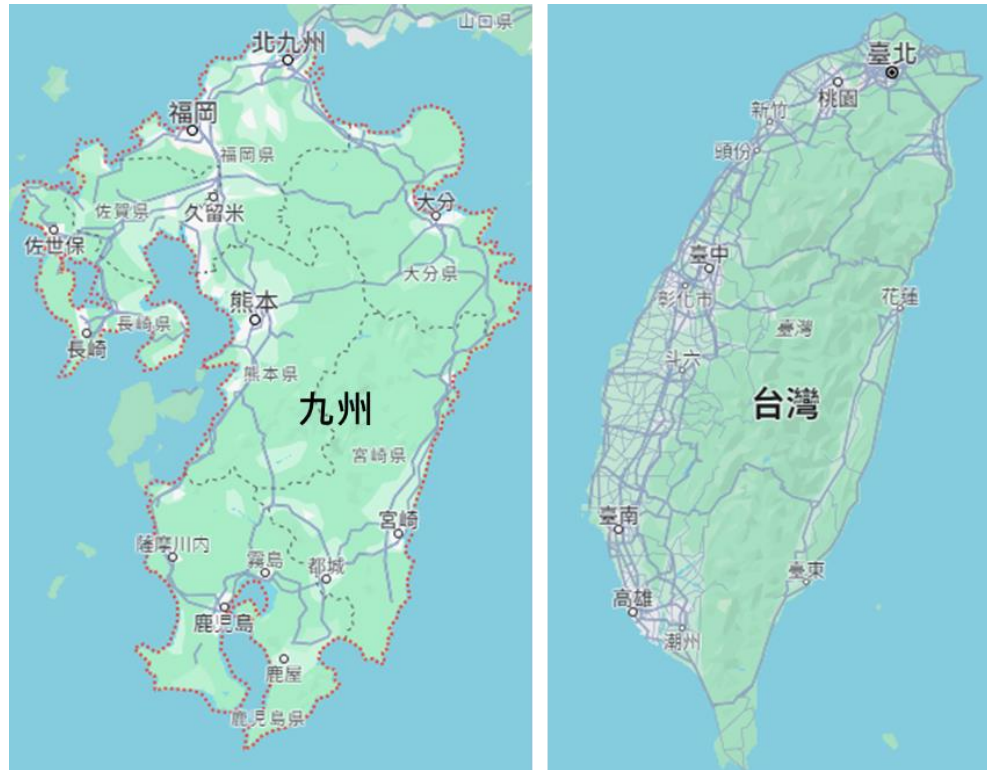 山口県
北九州
福岡
福岡県
佐賀県
久留米
大分
佐世保
大分県
長崎県
長崎
熊本
熊本県
九州
宮崎県
宮崎
薩摩川内
霧島
都城
鹿児島
鹿屋
鹿児島県
臺北
桃園
新竹
頭份
臺中
彰化市
花蓮
臺灣
斗六
台灣
臺南
臺東
高雄
潮州